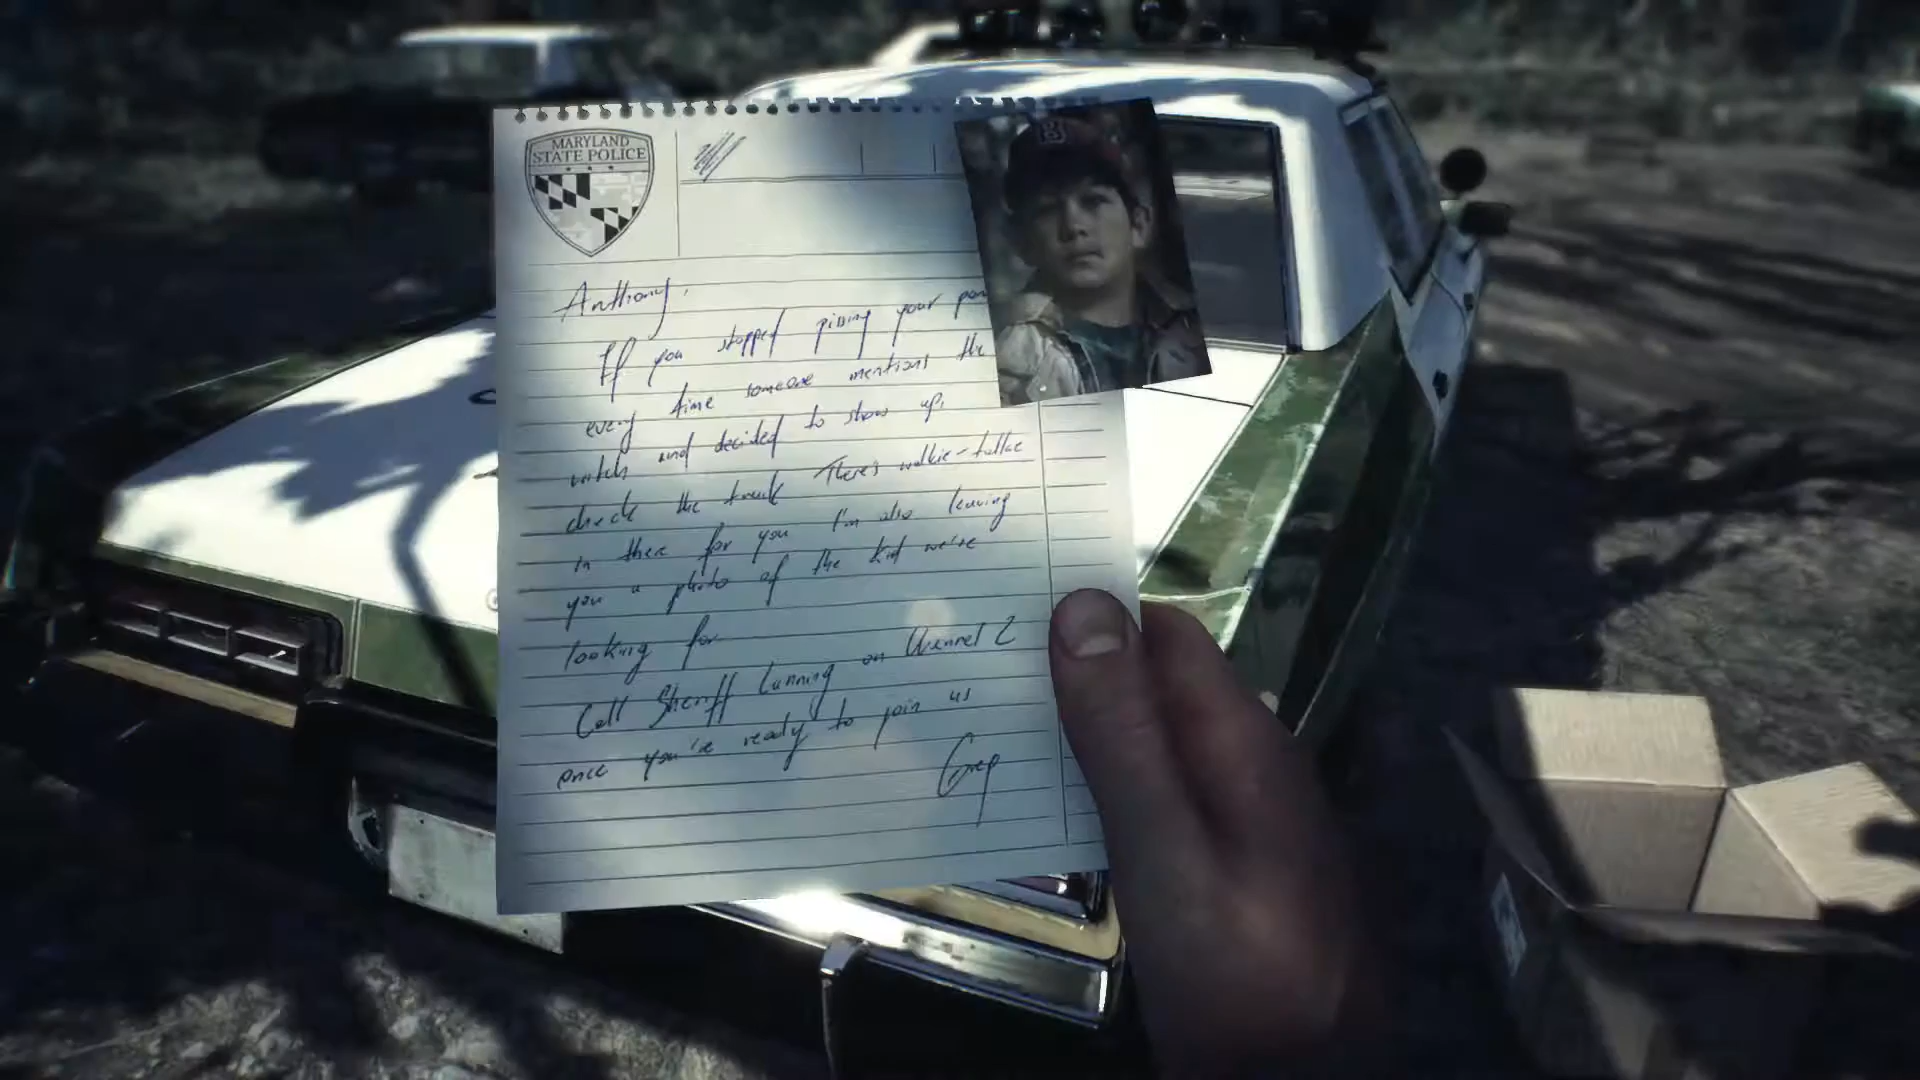 MARYLAND
STATE POLICE
B
Anthony,
If you stopped pissing your pan
every time someone mentions the
witch and decided to show up,
check the trunk There's walkie-talkie
in there for you I'm also leaving
you a photo of the kid we're
looking for
Call Sheriff Lanning on Channel 2
once you're ready to join us
Greg